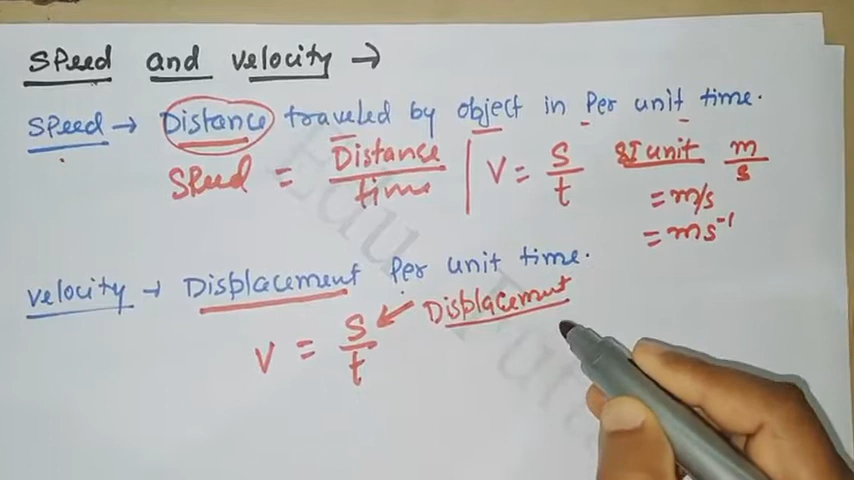 Speed and velocity →
Speed → Distance traveled by object in Per unit time.
Speed = Distance/time | V = S/t SI unit m/s
= m/s
= ms⁻¹
velocity → Displacement Per unit time.
V = S/t ← Displacement